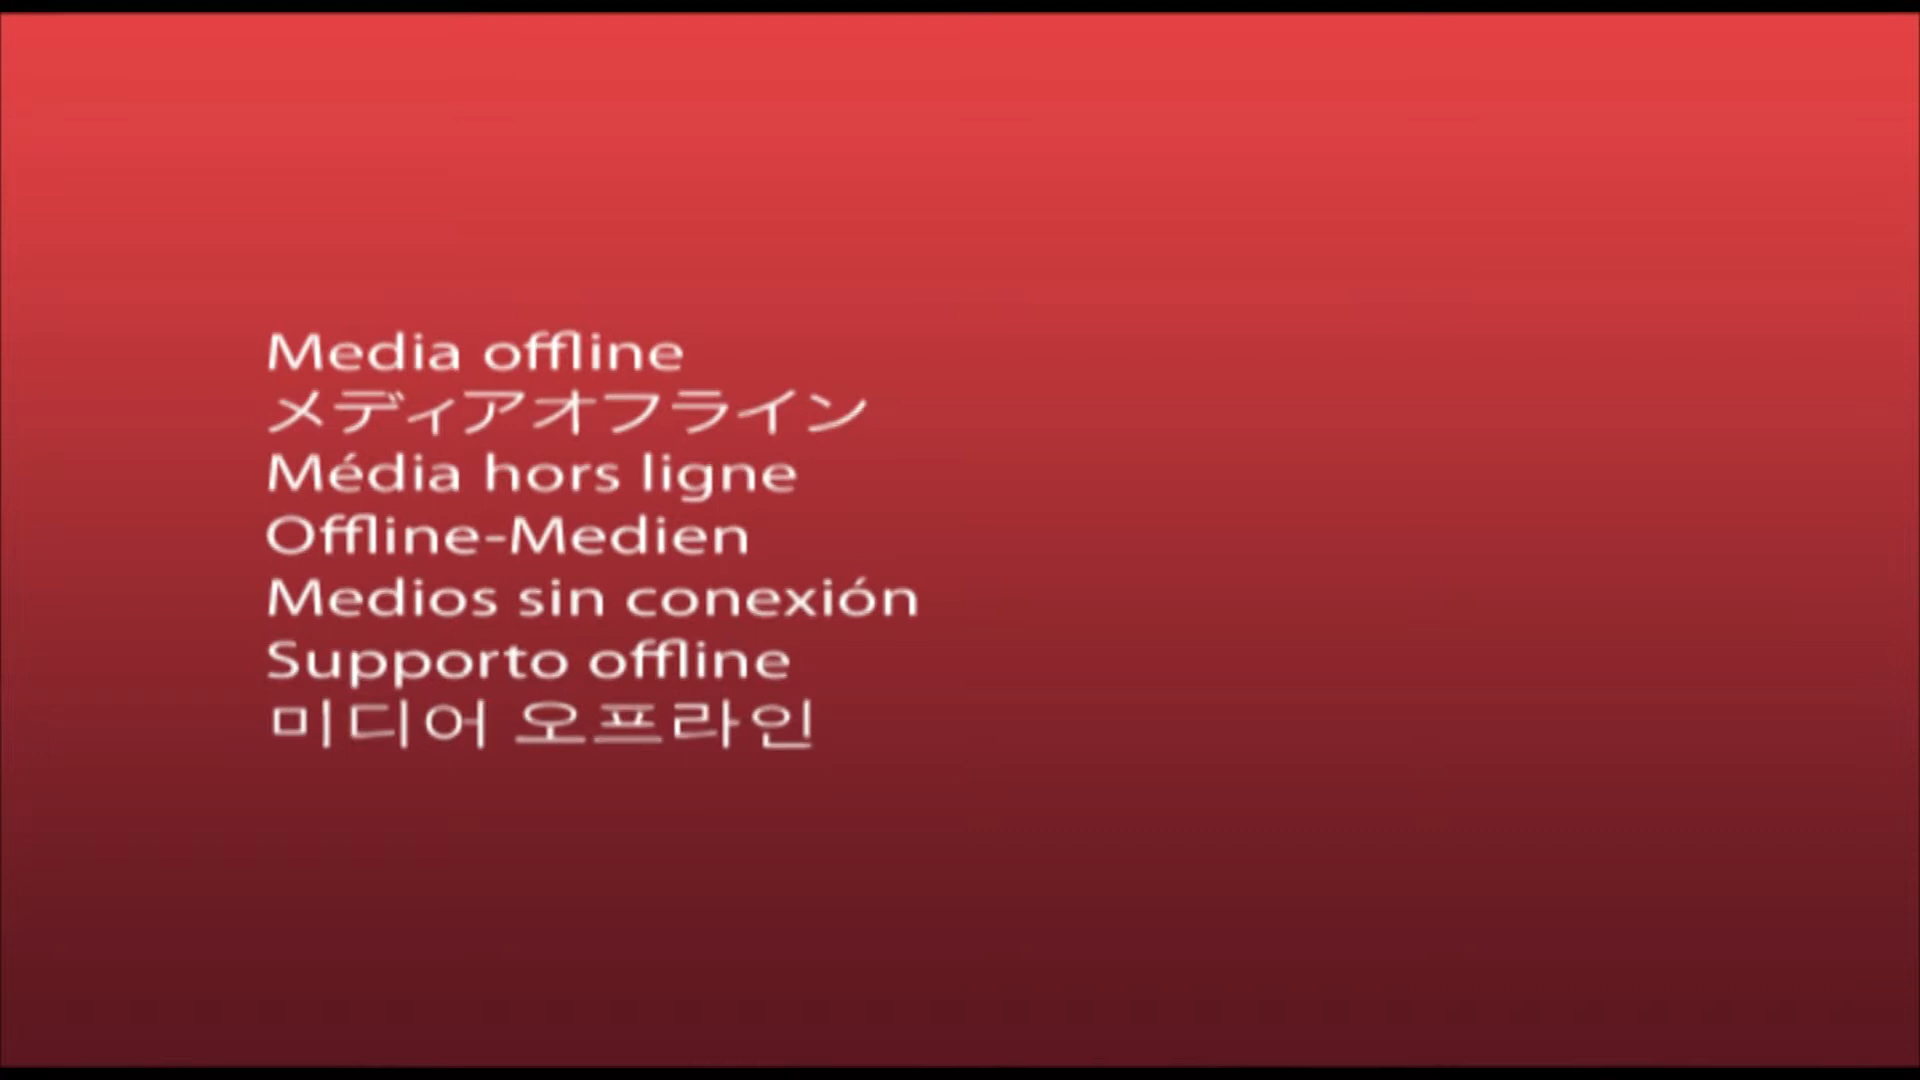 Media offline
メディアオフライン
Média hors ligne
Offline-Medien
Medios sin conexión
Supporto offline
미디어 오프라인